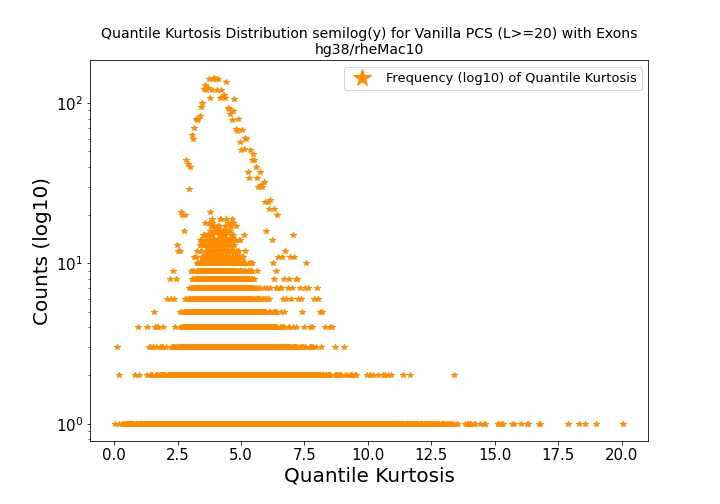 Quantile Kurtosis Distribution semilog(y) for Vanilla PCS (L>=20) with Exons
hg38/rheMac10
Frequency (log10) of Quantile Kurtosis
Counts (log10)
10²
10¹
10⁰
0.0 2.5 5.0 7.5 10.0 12.5 15.0 17.5 20.0
Quantile Kurtosis